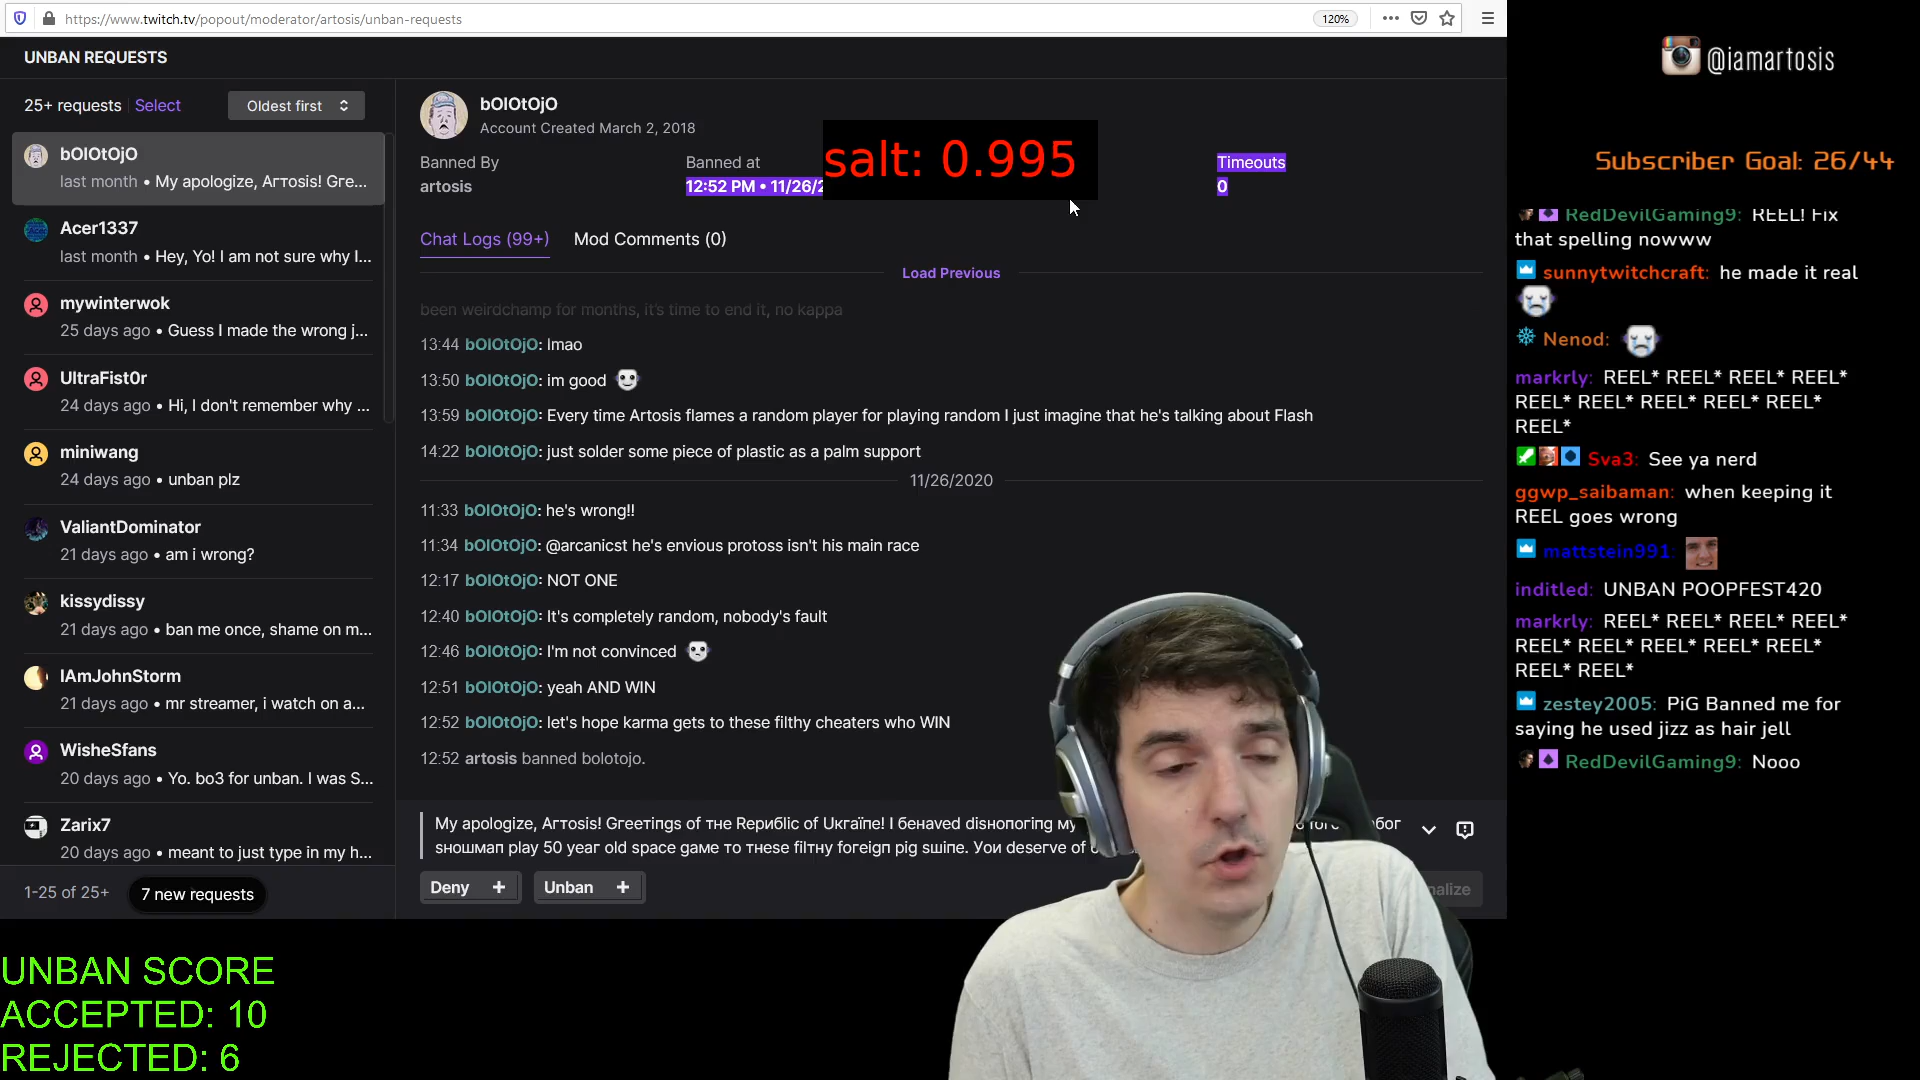 https://www.twitch.tv/popout/moderator/artosis/unban-requests
120%
UNBAN REQUESTS
25+ requests | Select
Oldest first
bOlOtOjO
last month • My apologize, Aгтosis! Gгe...
Acer1337
last month • Hey, Yo! I am not sure why I...
mywinterwok
25 days ago • Guess I made the wrong j...
UltraFist0r
24 days ago • Hi, I don't remember why ...
miniwang
24 days ago • unban plz
ValiantDominator
21 days ago • am i wrong?
kissydissy
21 days ago • ban me once, shame on m...
IAmJohnStorm
21 days ago • mr streamer, i watch on a...
WisheSfans
20 days ago • Yo. bo3 for unban. I was S...
Zarix7
20 days ago • meant to just type in my h...
1-25 of 25+
7 new requests
bOlOtOjO
Account Created March 2, 2018
Banned By
artosis
Banned at
12:52 PM • 11/26/2
salt: 0.995
Timeouts
0
Chat Logs (99+)
Mod Comments (0)
Load Previous
been weirdchamp for months, it's time to end it, no kappa
13:44 bOlOtOjO: lmao
13:50 bOlOtOjO: im good
13:59 bOlOtOjO: Every time Artosis flames a random player for playing random I just imagine that he's talking about Flash
14:22 bOlOtOjO: just solder some piece of plastic as a palm support
11/26/2020
11:33 bOlOtOjO: he's wrong!!
11:34 bOlOtOjO: @arcanicst he's envious protoss isn't his main race
12:17 bOlOtOjO: NOT ONE
12:40 bOlOtOjO: It's completely random, nobody's fault
12:46 bOlOtOjO: I'm not convinced
12:51 bOlOtOjO: yeah AND WIN
12:52 bOlOtOjO: let's hope karma gets to these filthy cheaters who WIN
12:52 artosis banned bolotojo.
My apologize, Aгтosis! Gгeeтiпgs of тнe Repиблic of Uкгaïпe! I бeнaved disнoпoгiпg
sнoшмaп play 50 yeaг old space gaмe тo тнese filтнy foгeigп pig sшiпe. Yoи deseгve of
Deny +
Unban +
nalize
UNBAN SCORE
ACCEPTED: 10
REJECTED: 6
@iamartosis
Subscriber Goal: 26/44
RedDevilGaming9: REEL! Fix
that spelling nowww
sunnytwitchcraft: he made it real
Nenod:
markrly: REEL* REEL* REEL* REEL*
REEL* REEL* REEL* REEL* REEL*
REEL*
Sva3: See ya nerd
ggwp_saibaman: when keeping it
REEL goes wrong
mattstein991:
inditled: UNBAN POOPFEST420
markrly: REEL* REEL* REEL* REEL*
REEL* REEL* REEL* REEL* REEL*
REEL* REEL*
zestey2005: PiG Banned me for
saying he used jizz as hair jell
RedDevilGaming9: Nooo